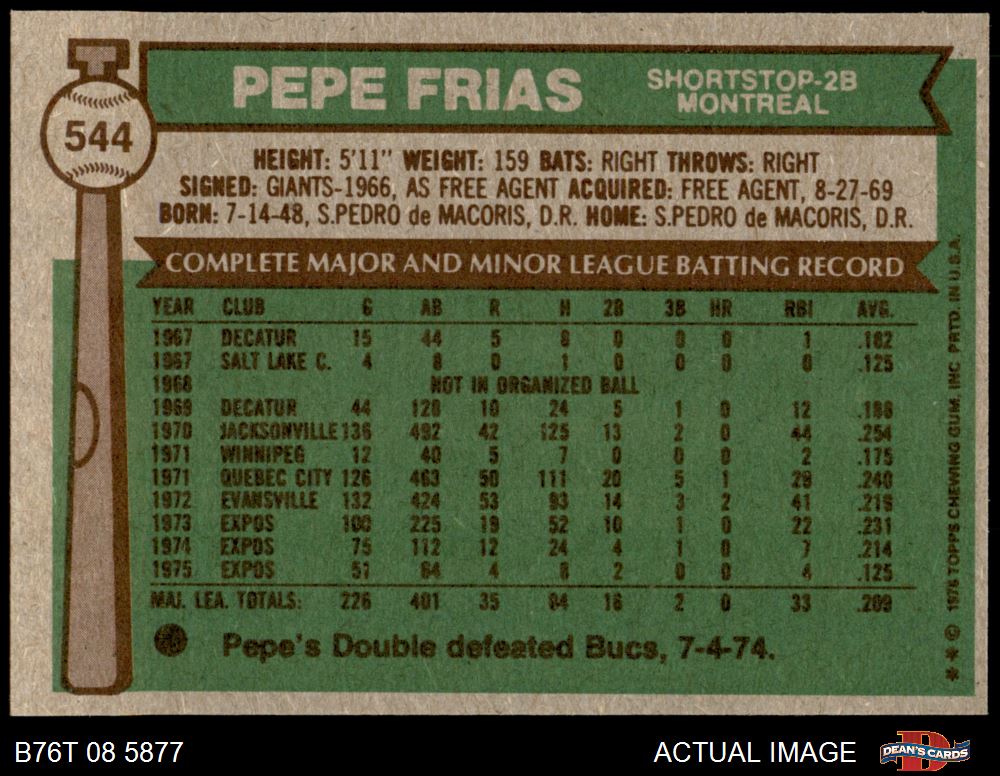 PEPE FRIAS
SHORTSTOP-2B
MONTREAL
544
HEIGHT: 5'11" WEIGHT: 159 BATS: RIGHT THROWS: RIGHT
SIGNED: GIANTS-1966, AS FREE AGENT ACQUIRED: FREE AGENT, 8-27-69
BORN: 7-14-48, S.PEDRO de MACORIS, D.R. HOME: S.PEDRO de MACORIS, D.R.
COMPLETE MAJOR AND MINOR LEAGUE BATTING RECORD
YEAR CLUB G AB R H 2B 3B HR RBI AVG.
1967 DECATUR 15 44 5 8 0 0 0 1 .182
1967 SALT LAKE C. 4 8 0 1 0 0 0 0 .125
1968 NOT IN ORGANIZED BALL
1969 DECATUR 44 128 10 24 5 1 0 12 .188
1970 JACKSONVILLE 136 492 42 125 13 2 0 44 .254
1971 WINNIPEG 12 40 5 7 0 0 0 2 .175
1971 QUEBEC CITY 126 463 50 111 20 5 1 29 .240
1972 EVANSVILLE 132 424 53 93 14 3 2 41 .219
1973 EXPOS 100 225 19 52 10 1 0 22 .231
1974 EXPOS 75 112 12 24 4 1 0 7 .214
1975 EXPOS 51 64 4 8 2 0 0 4 .125
MAJ. LEA. TOTALS: 226 401 35 84 16 2 0 33 .209
Pepe's Double defeated Bucs, 7-4-74.
** © 1976 TOPPS CHEWING GUM, INC PRTD. IN U.S.A.
B76T 08 5877
ACTUAL IMAGE
DEAN'S CARDS